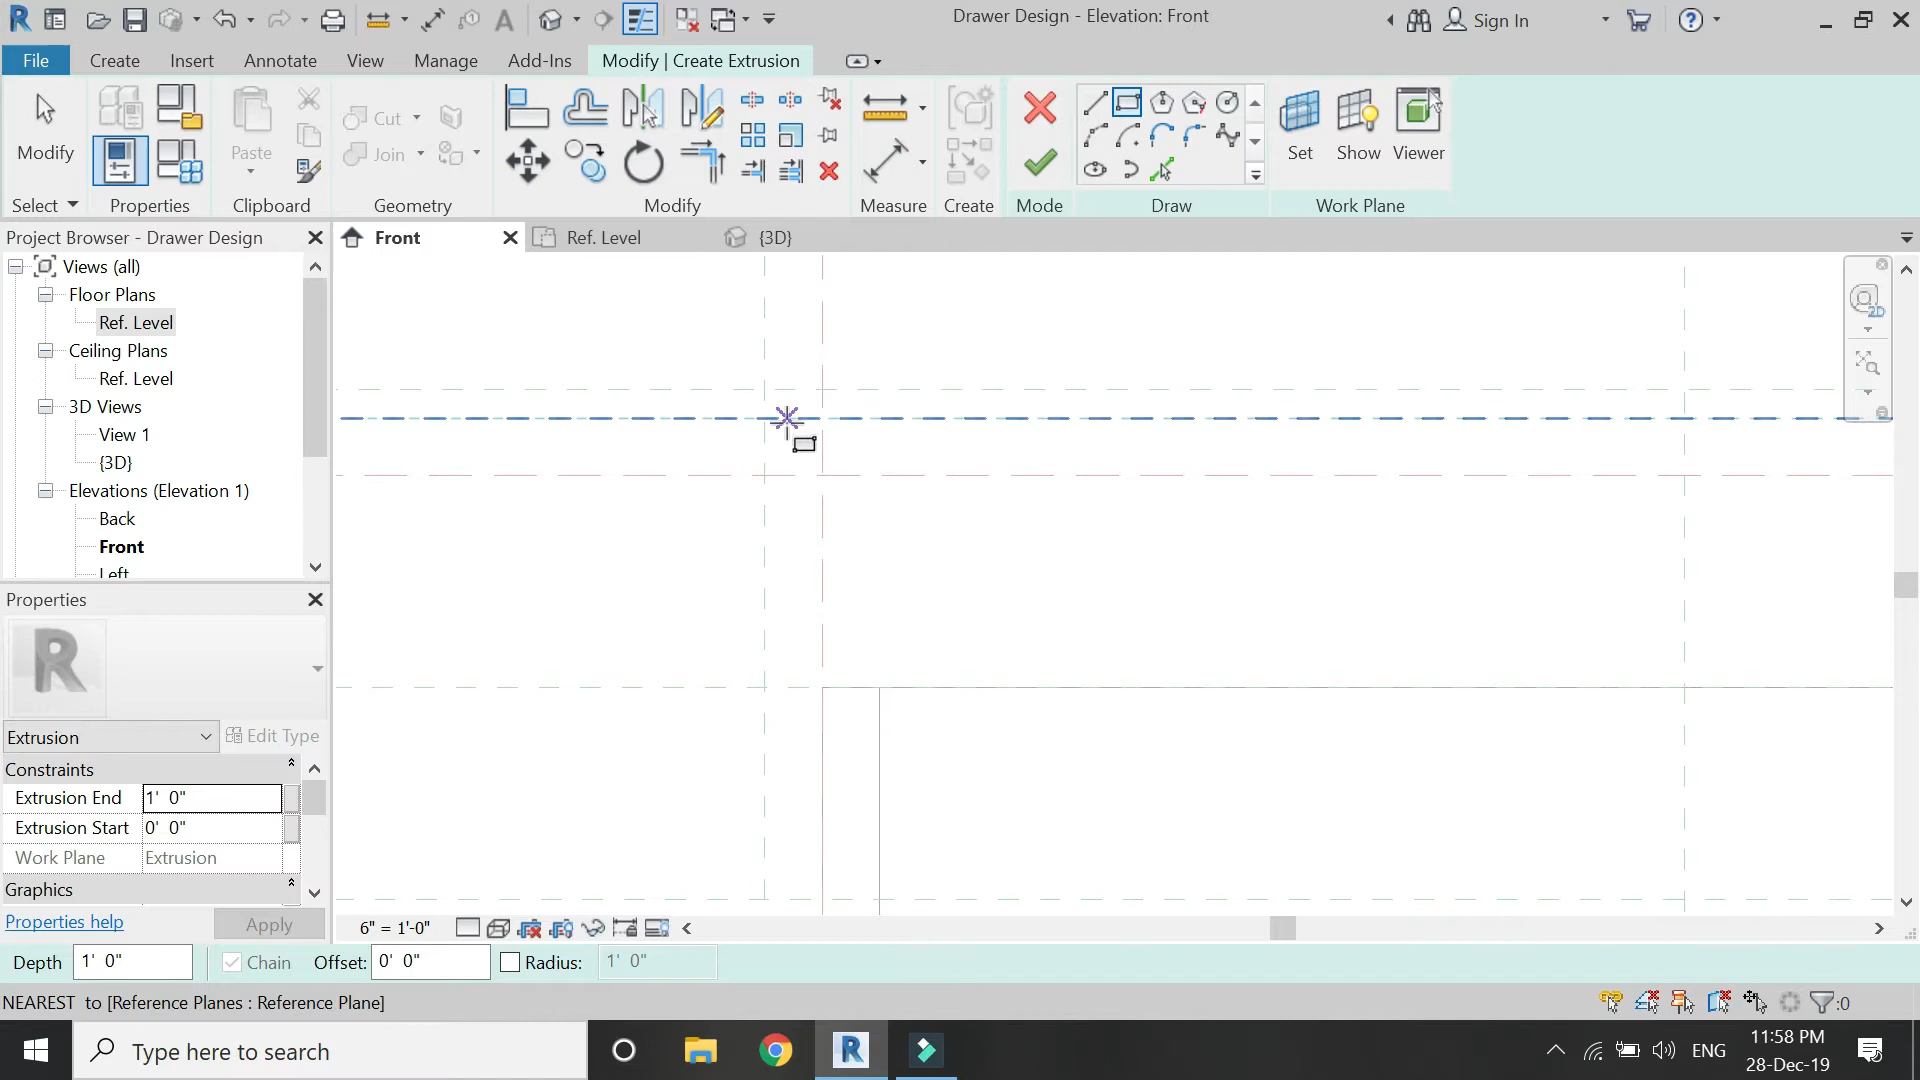 Drawer Design - Elevation: Front
Sign In
File
Create
Insert
Annotate
View
Manage
Add-Ins
Modify | Create Extrusion
Modify
Paste
Cut
Join
Set
Show
Viewer
Select
Properties
Clipboard
Geometry
Modify
Measure
Create
Mode
Draw
Work Plane
Project Browser - Drawer Design
Front
Ref. Level
{3D}
Views (all)
Floor Plans
Ref. Level
Ceiling Plans
Ref. Level
3D Views
View 1
{3D}
Elevations (Elevation 1)
Back
Front
Left
2D
Properties
R
Extrusion
Edit Type
Constraints
Extrusion End 1' 0"
Extrusion Start 0' 0"
Work Plane Extrusion
Graphics
Properties help
Apply
6" = 1'-0"
Depth 1' 0"
Chain
Offset: 0' 0"
Radius: 1' 0"
NEAREST to [Reference Planes : Reference Plane]
:0
Type here to search
ENG
11:58 PM
28-Dec-19